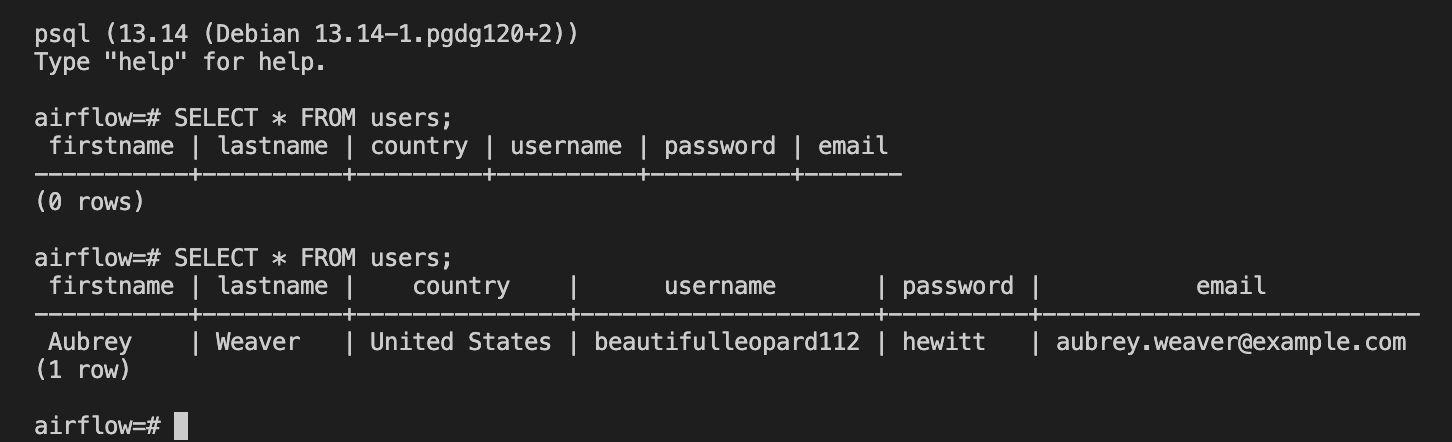 psql (13.14 (Debian 13.14-1.pgdg120+2))
Type "help" for help.
airflow=# SELECT * FROM users;
 firstname | lastname | country | username | password | email
-----------+----------+---------+----------+----------+-------
(0 rows)
airflow=# SELECT * FROM users;
 firstname | lastname |    country    |      username       | password |           email
-----------+----------+---------------+---------------------+----------+---------------------------
 Aubrey    | Weaver   | United States | beautifulleopard112 | hewitt   | aubrey.weaver@example.com
(1 row)
airflow=#